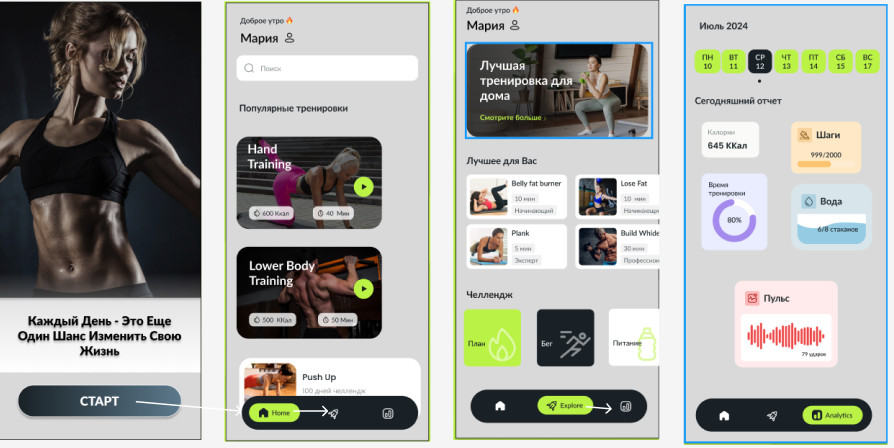 Каждый День - Это Еще
Один Шанс Изменить Свою
Жизнь
СТАРТ
Доброе утро
Мария
Поиск
Популярные тренировки
Hand
Training
600 Ккал
40 Мин
Lower Body
Training
500 ККал
50 Мин
Push Up
100 дней челлендж
Home
Доброе утро
Мария
Лучшая
тренировка для
дома
Смотрите больше
Лучшее для Вас
Belly fat burner
10 мин
Начинающий
Lose Fat
10 мин
Начинающи
Plank
5 мин
Эксперт
Build Wide
30 мин
Профессион
Челлендж
План
Бег
Питание
Explore
Июль 2024
ПН ВТ СР ЧТ ПТ СБ ВС
10 11 12 13 14 15 17
Сегодняшний отчет
Калории
645 ККал
Шаги
999/2000
Время
тренировки
80%
Вода
6/8 стаканов
Пульс
79 ударов
Analytics